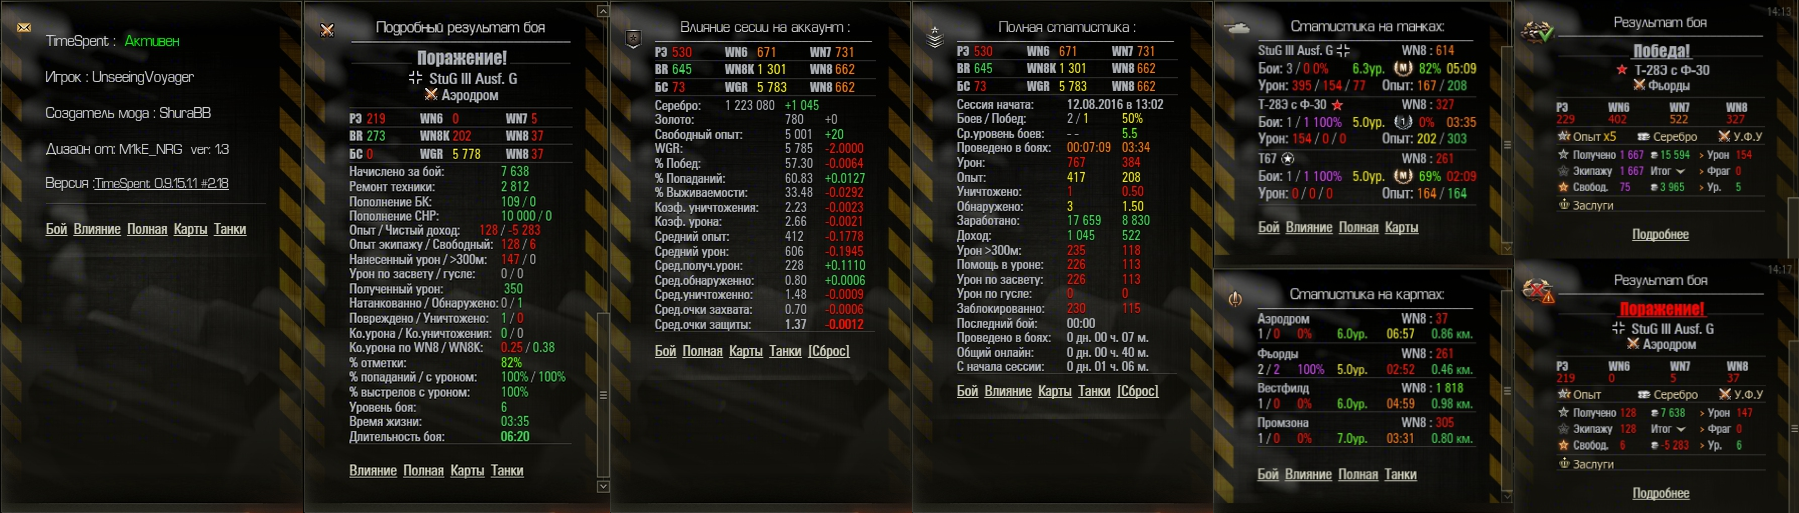 TimeSpent : Активен
Игрок : UnseeingVoyager
Создатель мода : ShuraBB
Дизайн от: M1kE_NRG ver: 1.3
Версия :TimeSpent 0.9.15.1.1 #2.18
Бой Влияние Полная Карты Танки
Подробный результат боя
Поражение!
StuG III Ausf. G
Аэродром
РЭ 219 WN6 0 WN7 5
BR 273 WN8K 202 WN8 37
БС 0 WGR 5 778 WN8 37
Начислено за бой: 7 638
Ремонт техники: 2 812
Пополнение БК: 109 / 0
Пополнение СНР: 10 000 / 0
Опыт / Чистый доход: 128 / -5 283
Опыт экипажу / Свободный: 128 / 6
Нанесенный урон / >300м: 147 / 0
Урон по засвету / гусле: 0 / 0
Полученный урон: 350
Натанкованно / Обнаружено: 0 / 1
Повреждено / Уничтожено: 1 / 0
Ко.урона / Ко.уничтожения: 0 / 0
Ко.урона по WN8 / WN8K: 0.25 / 0.38
% отметки: 82%
% попаданий / с уроном: 100% / 100%
% выстрелов с уроном: 100%
Уровень боя: 6
Время жизни: 03:35
Длительность боя: 06:20
Влияние Полная Карты Танки
Влияние сесии на аккаунт :
РЭ 530 WN6 671 WN7 731
BR 645 WN8K 1 301 WN8 662
БС 73 WGR 5 783 WN8 662
Серебро: 1 223 080 +1 045
Золото: 780 +0
Свободный опыт: 5 001 +20
WGR: 5 785 -2.0000
% Побед: 57.30 -0.0064
% Попаданий: 60.83 +0.0127
% Выживаемости: 33.48 -0.0292
Коэф. уничтожения: 2.23 -0.0023
Коэф. урона: 2.66 -0.0021
Средний опыт: 412 -0.1778
Средний урон: 606 -0.1945
Сред.получ.урон: 228 +0.1110
Сред.обнаруженно: 0.80 +0.0006
Сред.уничтоженно: 1.48 -0.0009
Сред.очки захвата: 0.70 -0.0006
Сред.очки защиты: 1.37 -0.0012
Бой Полная Карты Танки [Сброс]
Полная статистика :
РЭ 530 WN6 671 WN7 731
BR 645 WN8K 1 301 WN8 662
БС 73 WGR 5 783 WN8 662
Сессия начата: 12.08.2016 в 13:02
Боев / Побед: 2 / 1 50%
Ср.уровень боев: - - 5.5
Проведено в боях: 00:07:09 03:34
Урон: 767 384
Опыт: 417 208
Уничтожено: 1 0.50
Обнаружено: 3 1.50
Заработано: 17 659 8 830
Доход: 1 045 522
Урон >300м: 235 118
Помощь в уроне: 226 113
Урон по засвету: 226 113
Урон по гусле: 0 0
Заблокированно: 230 115
Последний бой: 00:00
Проведено в боях: 0 дн. 00 ч. 07 м.
Общий онлайн: 0 дн. 00 ч. 40 м.
С начала сессии: 0 дн. 01 ч. 06 м.
Бой Влияние Карты Танки [Сброс]
Статистика на танках:
StuG III Ausf. G WN8 : 614
Бои: 3 / 0 0% 6.3ур. 82% 05:09
Урон: 395 / 154 / 77 Опыт: 167 / 208
Т-28Э с Ф-30 WN8 : 327
Бои: 1 / 1 100% 5.0ур. 0% 03:35
Урон: 154 / 0 / 0 Опыт: 202 / 303
T67 WN8 : 261
Бои: 1 / 1 100% 5.0ур. 69% 02:09
Урон: 0 / 0 / 0 Опыт: 164 / 164
Бой Влияние Полная Карты
Статистика на картах:
Аэродром WN8 : 37
1 / 0 0% 6.0ур. 06:57 0.86 км.
Фьорды WN8 : 261
2 / 2 100% 5.0ур. 02:52 0.46 км.
Вестфилд WN8 : 1 818
1 / 0 0% 6.0ур. 04:59 0.98 км.
Промзона WN8 : 305
1 / 0 0% 7.0ур. 03:31 0.80 км.
Бой Влияние Полная Танки
14:13
Результат боя
Победа!
Т-28Э с Ф-30
Фьорды
РЭ WN6 WN7 WN8
229 402 522 327
Опыт x5 Серебро У.Ф.У
Получено 1 667 15 594 Урон 154
Экипажу 1 667 Итог Фраг 0
Свобод. 75 3 965 Ур. 5
Заслуги
Подробнее
14:17
Результат боя
Поражение!
StuG III Ausf. G
Аэродром
РЭ WN6 WN7 WN8
219 0 5 37
Опыт Серебро У.Ф.У
Получено 128 7 638 Урон 147
Экипажу 128 Итог Фраг 0
Свобод. 6 -5 283 Ур. 6
Заслуги
Подробнее